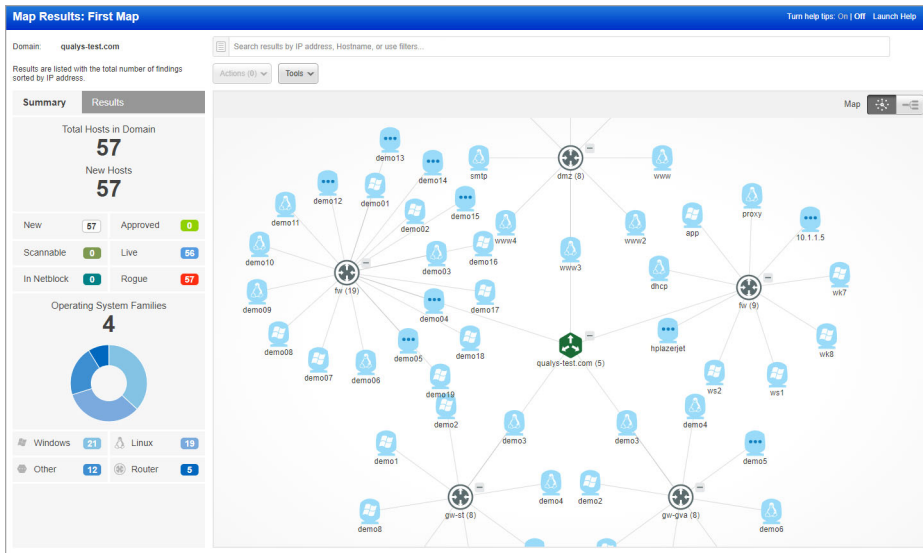 Map Results: First Map
Turn help tips: On | Off Launch Help
Domain: qualys-test.com
Search results by IP address, Hostname, or use filters...
Results are listed with the total number of findings
sorted by IP address.
Actions (0)
Tools
Summary
Results
Map
Total Hosts in Domain
57
New Hosts
57
New 57
Approved 0
Scannable 0
Live 56
In Netblock 0
Rogue 57
Operating System Families
4
Windows 21
Linux 19
Other 12
Router 5
demo13
demo14
smtp
dmz (8)
www
demo12
demo01
demo15
demo11
demo02
www4
www2
app
proxy
10.1.1.5
demo10
demo03
demo16
www3
dhcp
fw (19)
fw (9)
wk7
demo09
demo04
demo17
demo08
demo05
demo18
qualys-test.com (5)
hplazerjet
wk8
demo07
demo06
demo19
ws2
ws1
demo2
demo3
demo3
demo4
demo1
demo5
demo4
demo2
gw-st (8)
gw-gva (8)
demo8
demo6